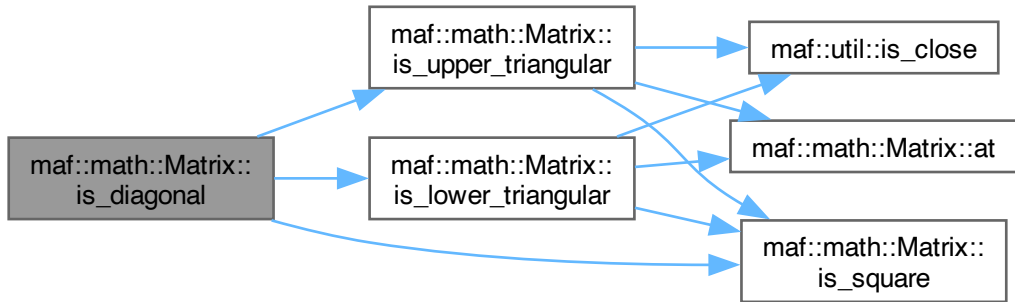 maf::math::Matrix::
is_diagonal
maf::math::Matrix::
is_upper_triangular
maf::math::Matrix::
is_lower_triangular
maf::util::is_close
maf::math::Matrix::at
maf::math::Matrix::
is_square